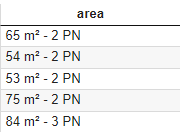 area
65 m² - 2 PN
54 m² - 2 PN
53 m² - 2 PN
75 m² - 2 PN
84 m² - 3 PN